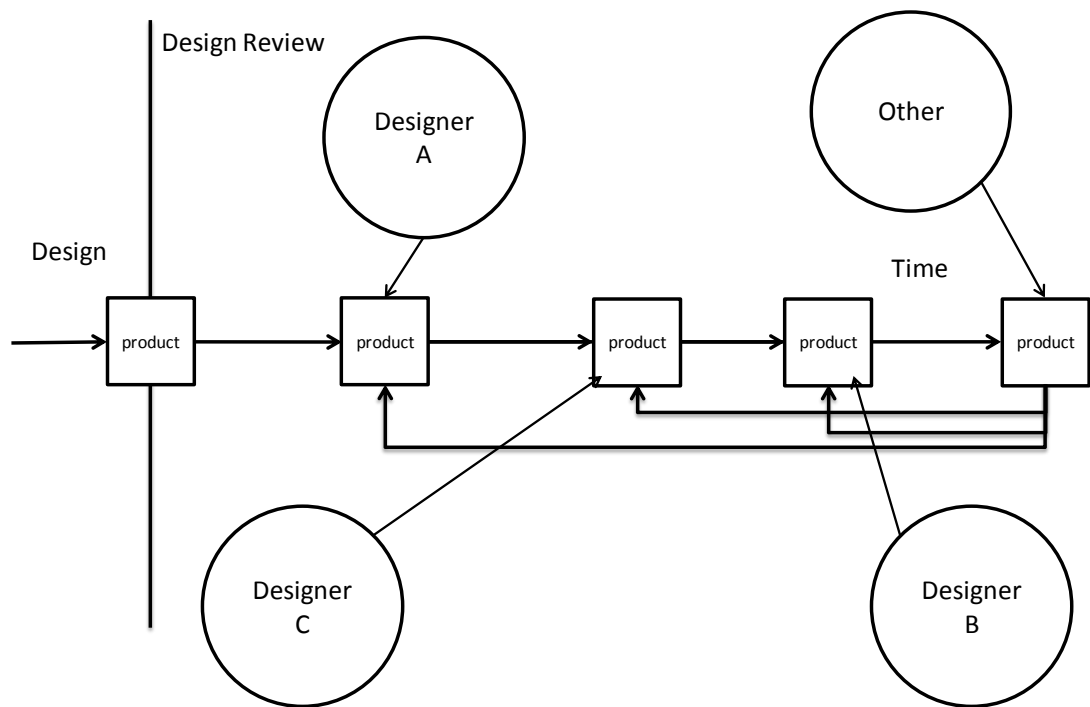 Design Review
Designer
A
Other
Design
Time
product
product
product
product
product
Designer
C
Designer
B